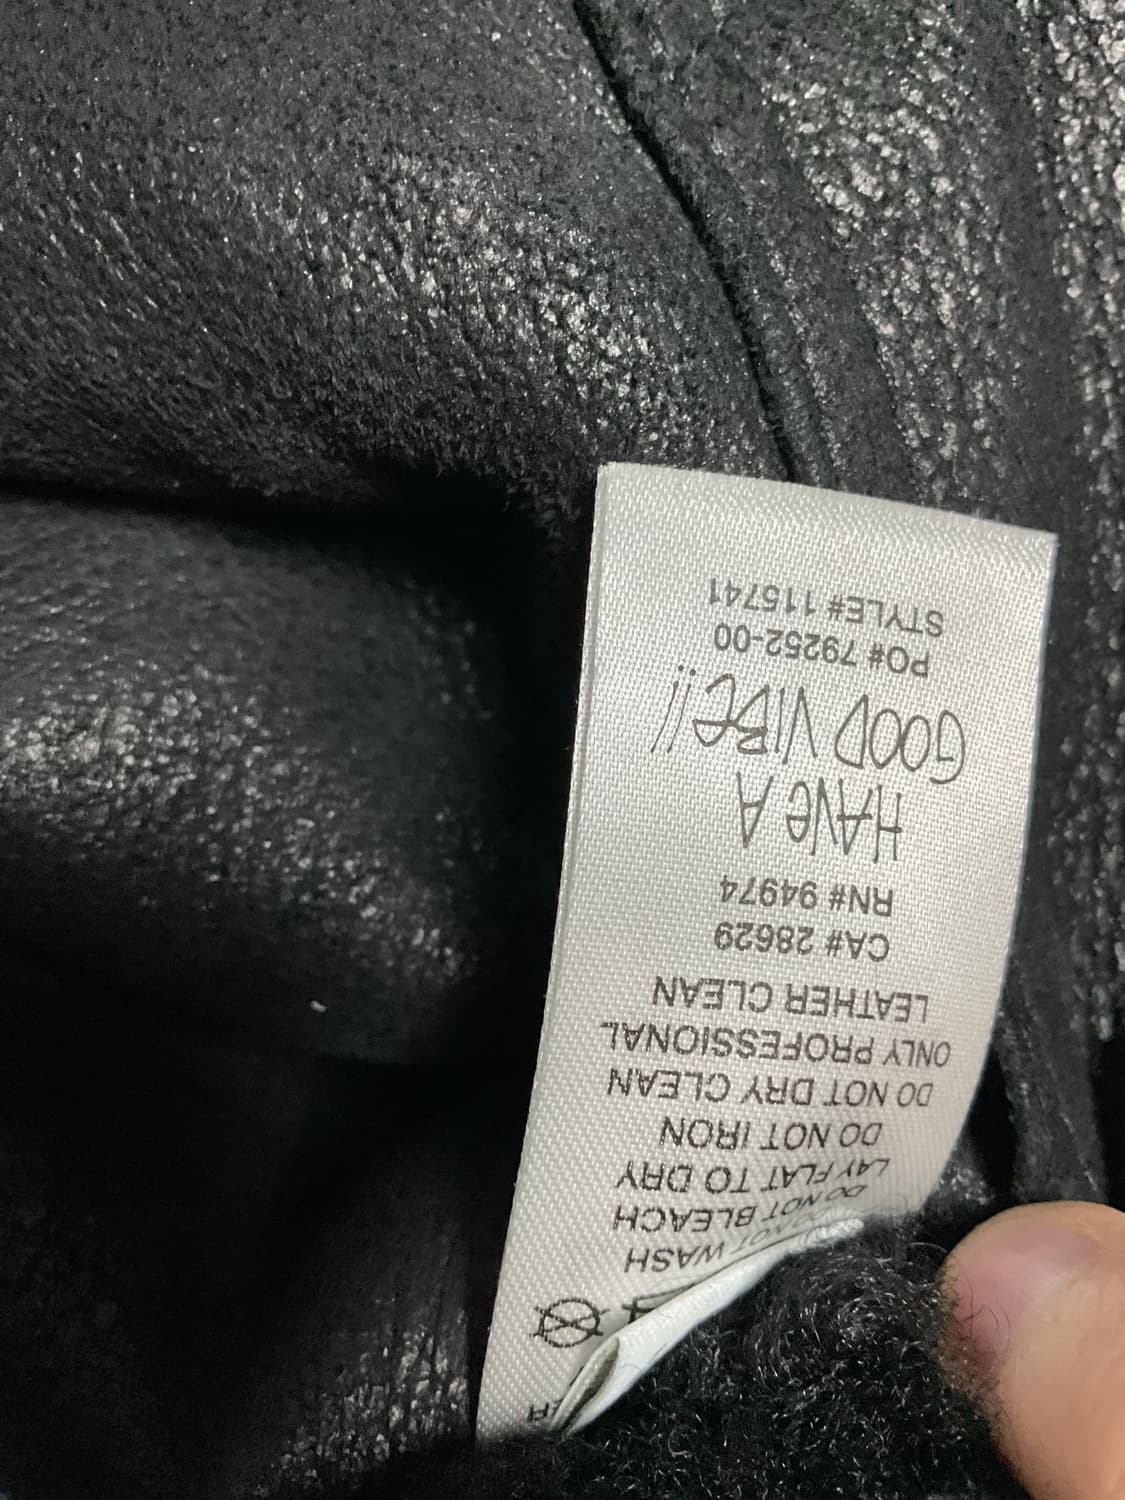 DO NOT WASH
DO NOT BLEACH
LAY FLAT TO DRY
DO NOT IRON
DO NOT DRY CLEAN
ONLY PROFESSIONAL
LEATHER CLEAN
CA# 28629
RN# 94974
HAVE A
GOOD VIBE!!
PO# 79252-00
STYLE# 115741